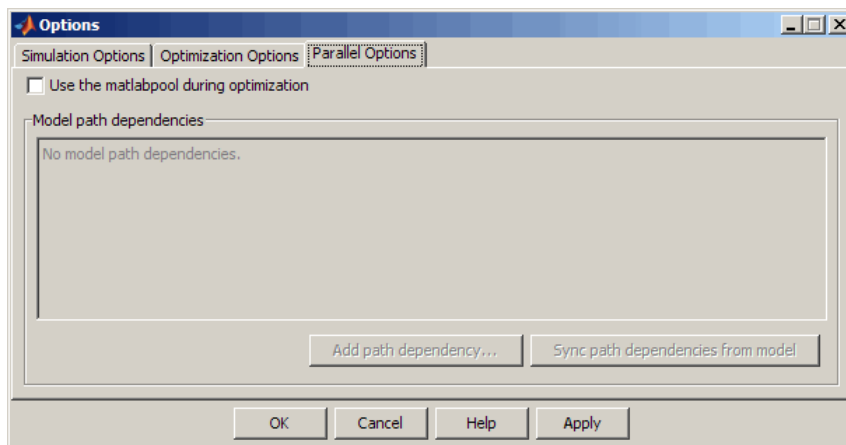 Options
Simulation Options Optimization Options Parallel Options
Use the matlabpool during optimization
Model path dependencies
No model path dependencies.
Add path dependency... Sync path dependencies from model
OK Cancel Help Apply